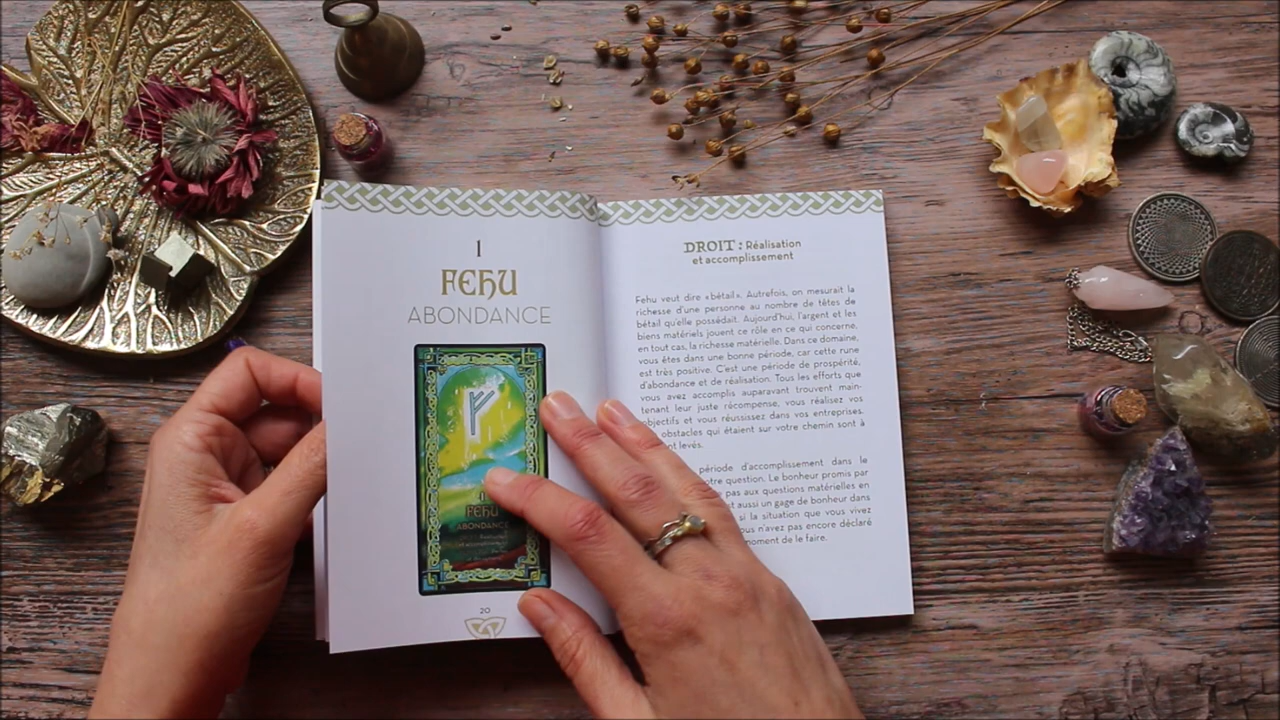 1
FEHU
ABONDANCE
1
FEHU
ABONDANCE
20
DROIT : Réalisation
et accomplissement
Fehu veut dire «bétail». Autrefois, on mesurait la
richesse d'une personne au nombre de têtes de
bétail qu'elle possédait. Aujourd'hui, l'argent et les
biens matériels jouent ce rôle en ce qui concerne,
en tout cas, la richesse matérielle. Dans ce domaine,
vous êtes dans une bonne période, car cette rune
est très positive. C'est une période de prospérité,
d'abondance et de réalisation. Tous les efforts que
vous avez accomplis auparavant trouvent main-
tenant leur juste récompense, vous réalisez vos
objectifs et vous réussissez dans vos entreprises.
obstacles qui étaient sur votre chemin sont à
levés.
période d'accomplissement dans le
votre question. Le bonheur promis par
pas aux questions matérielles en
est aussi un gage de bonheur dans
si la situation que vous vivez
n'avez pas encore déclaré
moment de le faire.